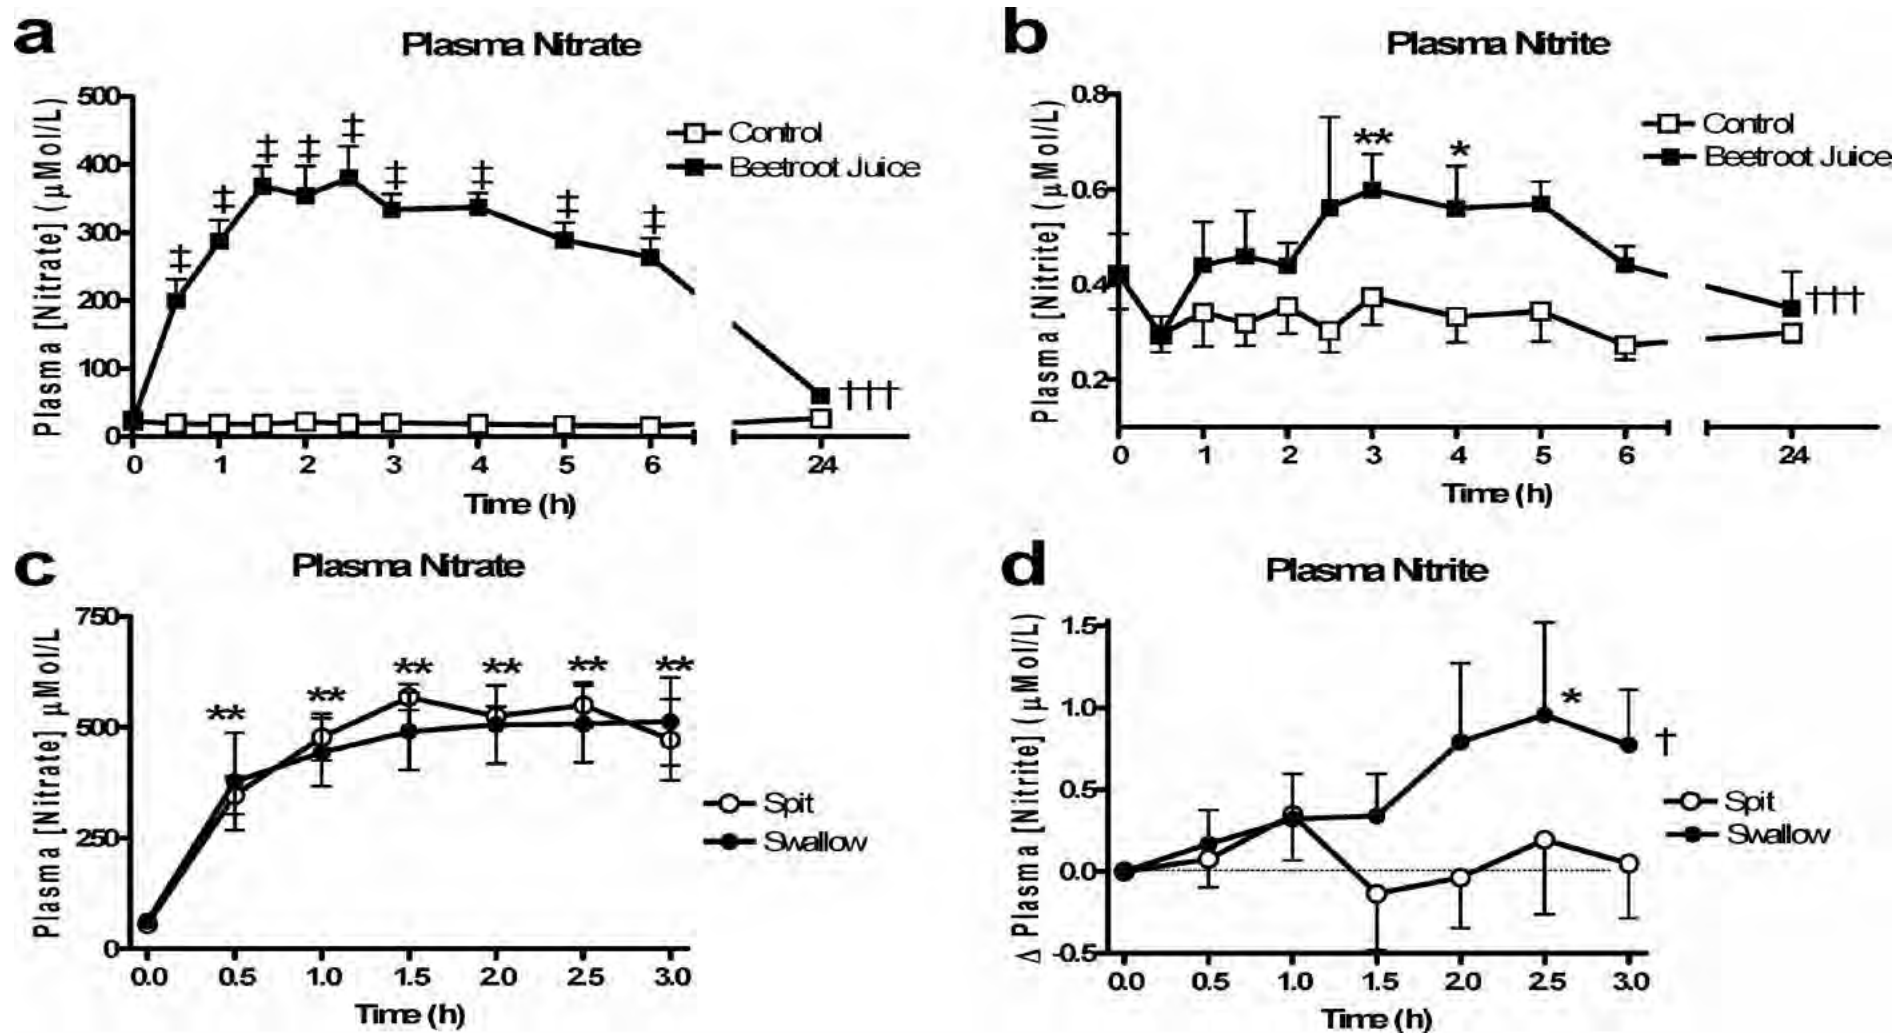 a
Plasma Nitrate
Plasma [Nitrate] (μMol/L)
500
400
300
200
100
0
‡ ‡ ‡ ‡ ‡ ‡ ‡ ‡ ‡
†††
Control
Beetroot Juice
0 1 2 3 4 5 6 24
Time (h)
b
Plasma Nitrite
Plasma [Nitrite] (μMol/L)
0.8
0.6
0.4
0.2
** *
†††
Control
Beetroot Juice
0 1 2 3 4 5 6 24
Time (h)
c
Plasma Nitrate
Plasma [Nitrate] μMol/L
750
500
250
0
** ** ** ** ** **
Spit
Swallow
0.0 0.5 1.0 1.5 2.0 2.5 3.0
Time (h)
d
Plasma Nitrite
Δ Plasma [Nitrite] (μMol/L)
1.5
1.0
0.5
0.0
-0.5
*
†
Spit
Swallow
0.0 0.5 1.0 1.5 2.0 2.5 3.0
Time (h)